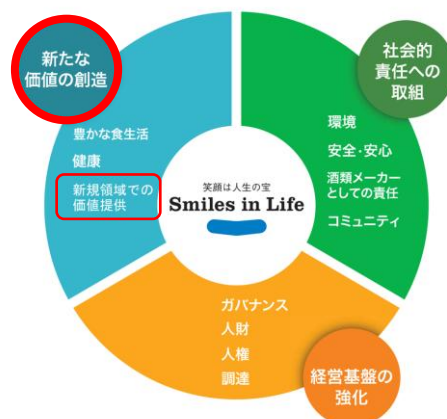 新たな
価値の創造
豊かな食生活
健康
新規領域での
価値提供
社会的
責任への
取組
環境
安全・安心
酒類メーカー
としての責任
コミュニティ
笑顔は人生の宝
Smiles in Life
ガバナンス
人財
人権
調達
経営基盤の
強化